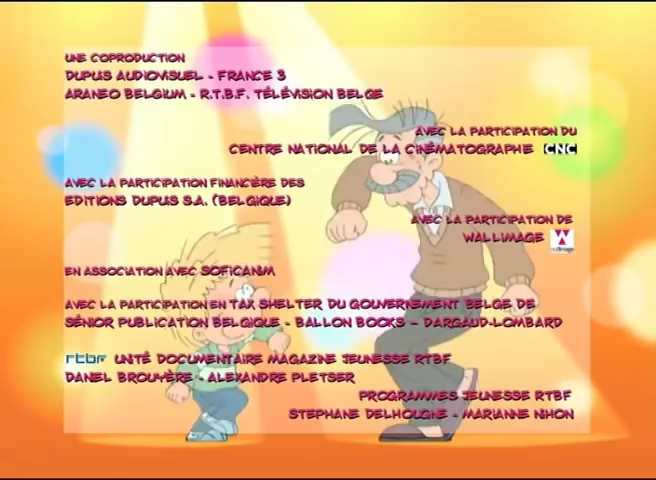 UNE COPRODUCTION
DUPUIS AUDIOVISUEL - FRANCE 3
ARANEO BELGIUM - R.T.B.F. TÉLÉVISION BELGE
AVEC LA PARTICIPATION DU
CENTRE NATIONAL DE LA CINÉMATOGRAPHE CNC
AVEC LA PARTICIPATION FINANCIÈRE DES
EDITIONS DUPUIS S.A. (BELGIQUE)
AVEC LA PARTICIPATION DE
WALLIMAGE
EN ASSOCIATION AVEC SOFICANIM
AVEC LA PARTICIPATION EN TAX SHELTER DU GOUVERNEMENT BELGE DE
SÉNIOR PUBLICATION BELGIQUE - BALLON BOOKS - DARGAUD-LOMBARD
rtbf UNITÉ DOCUMENTAIRE MAGAZINE JEUNESSE RTBF
DANIEL BROUYÈRE - ALEXANDRE PLETSER
PROGRAMMES JEUNESSE RTBF
STEPHANE DELHOUGNE - MARIANNE NIHON